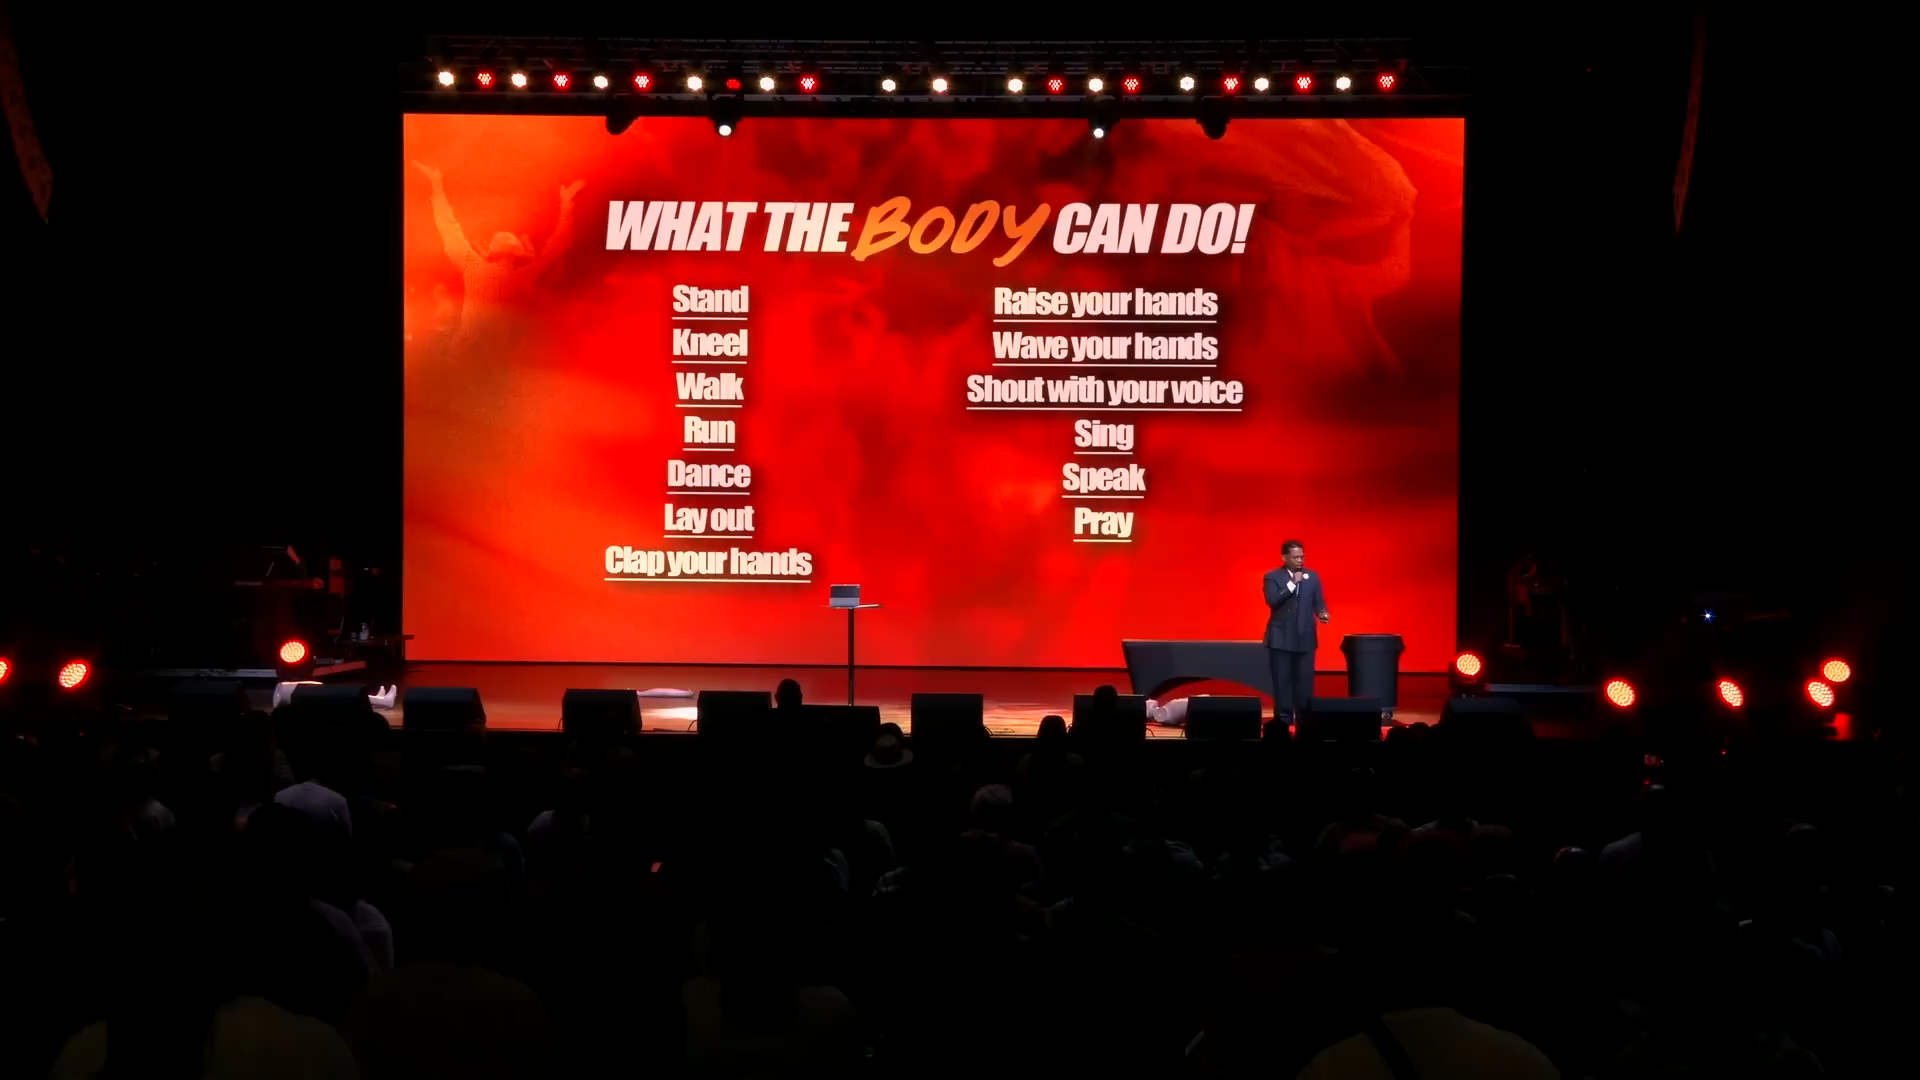 WHAT THE BODY CAN DO!
Stand
Kneel
Walk
Run
Dance
Lay out
Clap your hands
Raise your hands
Wave your hands
Shout with your voice
Sing
Speak
Pray